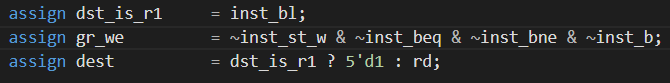 assign dst_is_r1     = inst_bl;
assign gr_we         = ~inst_st_w & ~inst_beq & ~inst_bne & ~inst_b;
assign dest          = dst_is_r1 ? 5'd1 : rd;